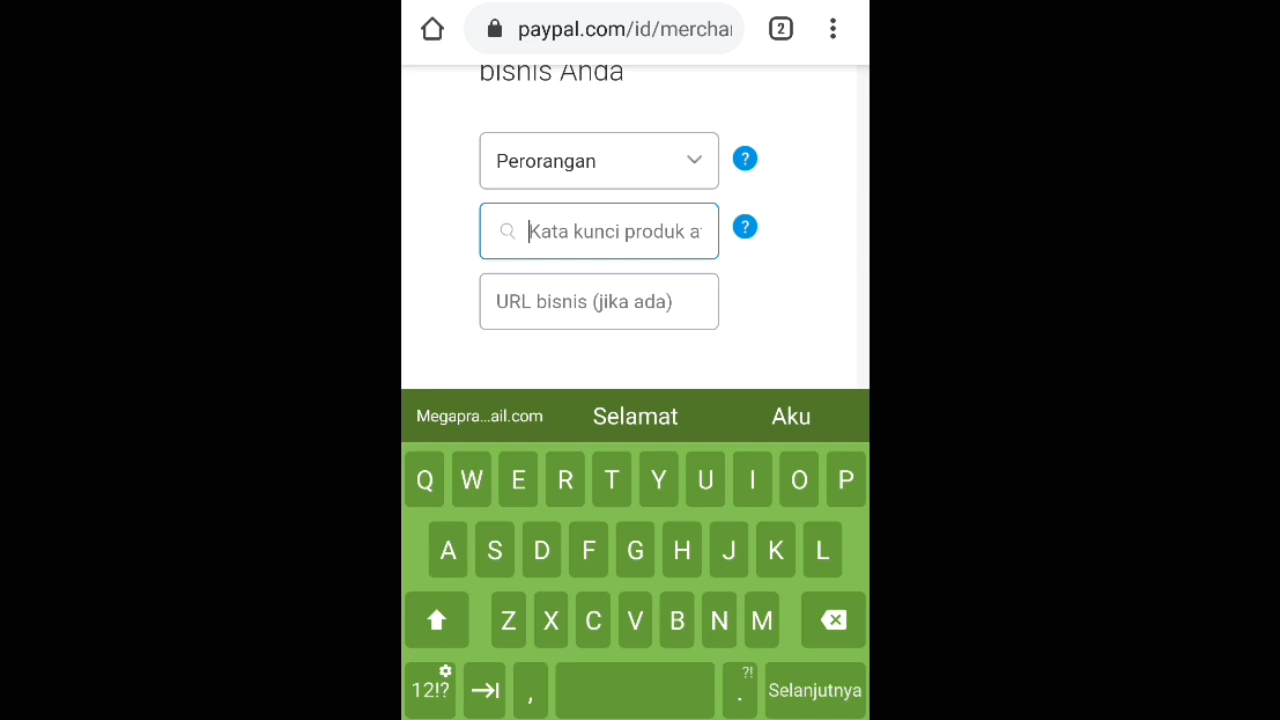 paypal.com/id/merchar
2
bisnis Anda
Perorangan
?
Kata kunci produk a
?
URL bisnis (jika ada)
Megapra...ail.com Selamat Aku
Q W E R T Y U I O P
A S D F G H J K L
Z X C V B N M
12!? , ?! . Selanjutnya